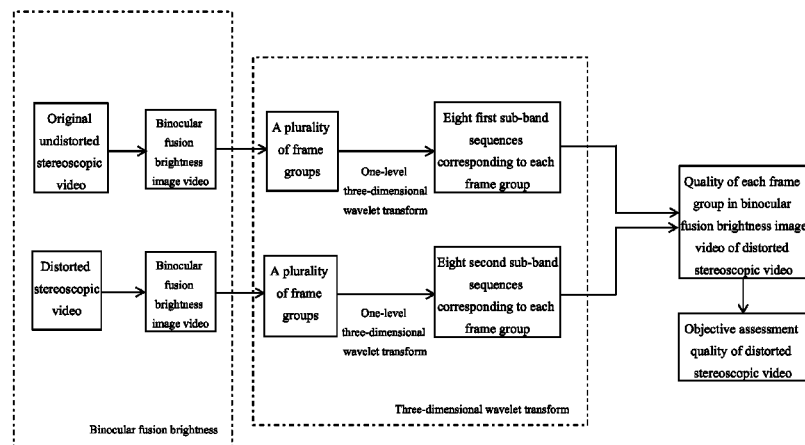 Original
undistorted
stereoscopic
video
Binocular
fusion
brightness
image video
A plurality
of frame
groups
One-level
three-dimensional
wavelet transform
Eight first sub-band
sequences
corresponding to each
frame group
Quality of each frame
group in binocular
fusion brightness image
video of distorted
stereoscopic video
Distorted
stereoscopic
video
Binocular
fusion
brightness
image video
A plurality
of frame
groups
One-level
three-dimensional
wavelet transform
Eight second sub-band
sequences
corresponding to each
frame group
Objective assessment
quality of distorted
stereoscopic video
Binocular fusion brightness
Three-dimensional wavelet transform